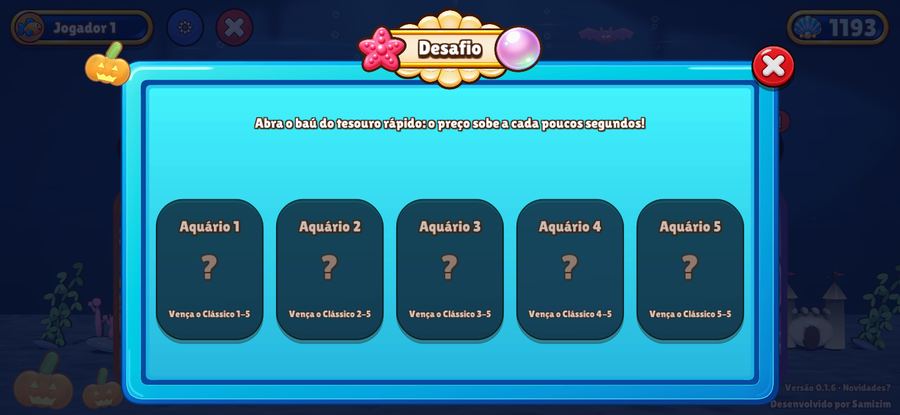 Jogador 1
Desafio
1193
Abra o baú do tesouro rápido: o preço sobe a cada poucos segundos!
Aquário 1
?
Vença o Clássico 1-5
Aquário 2
?
Vença o Clássico 2-5
Aquário 3
?
Vença o Clássico 3-5
Aquário 4
?
Vença o Clássico 4-5
Aquário 5
?
Vença o Clássico 5-5
Versão 0.1.6 · Novidades?
Desenvolvido por Samizim